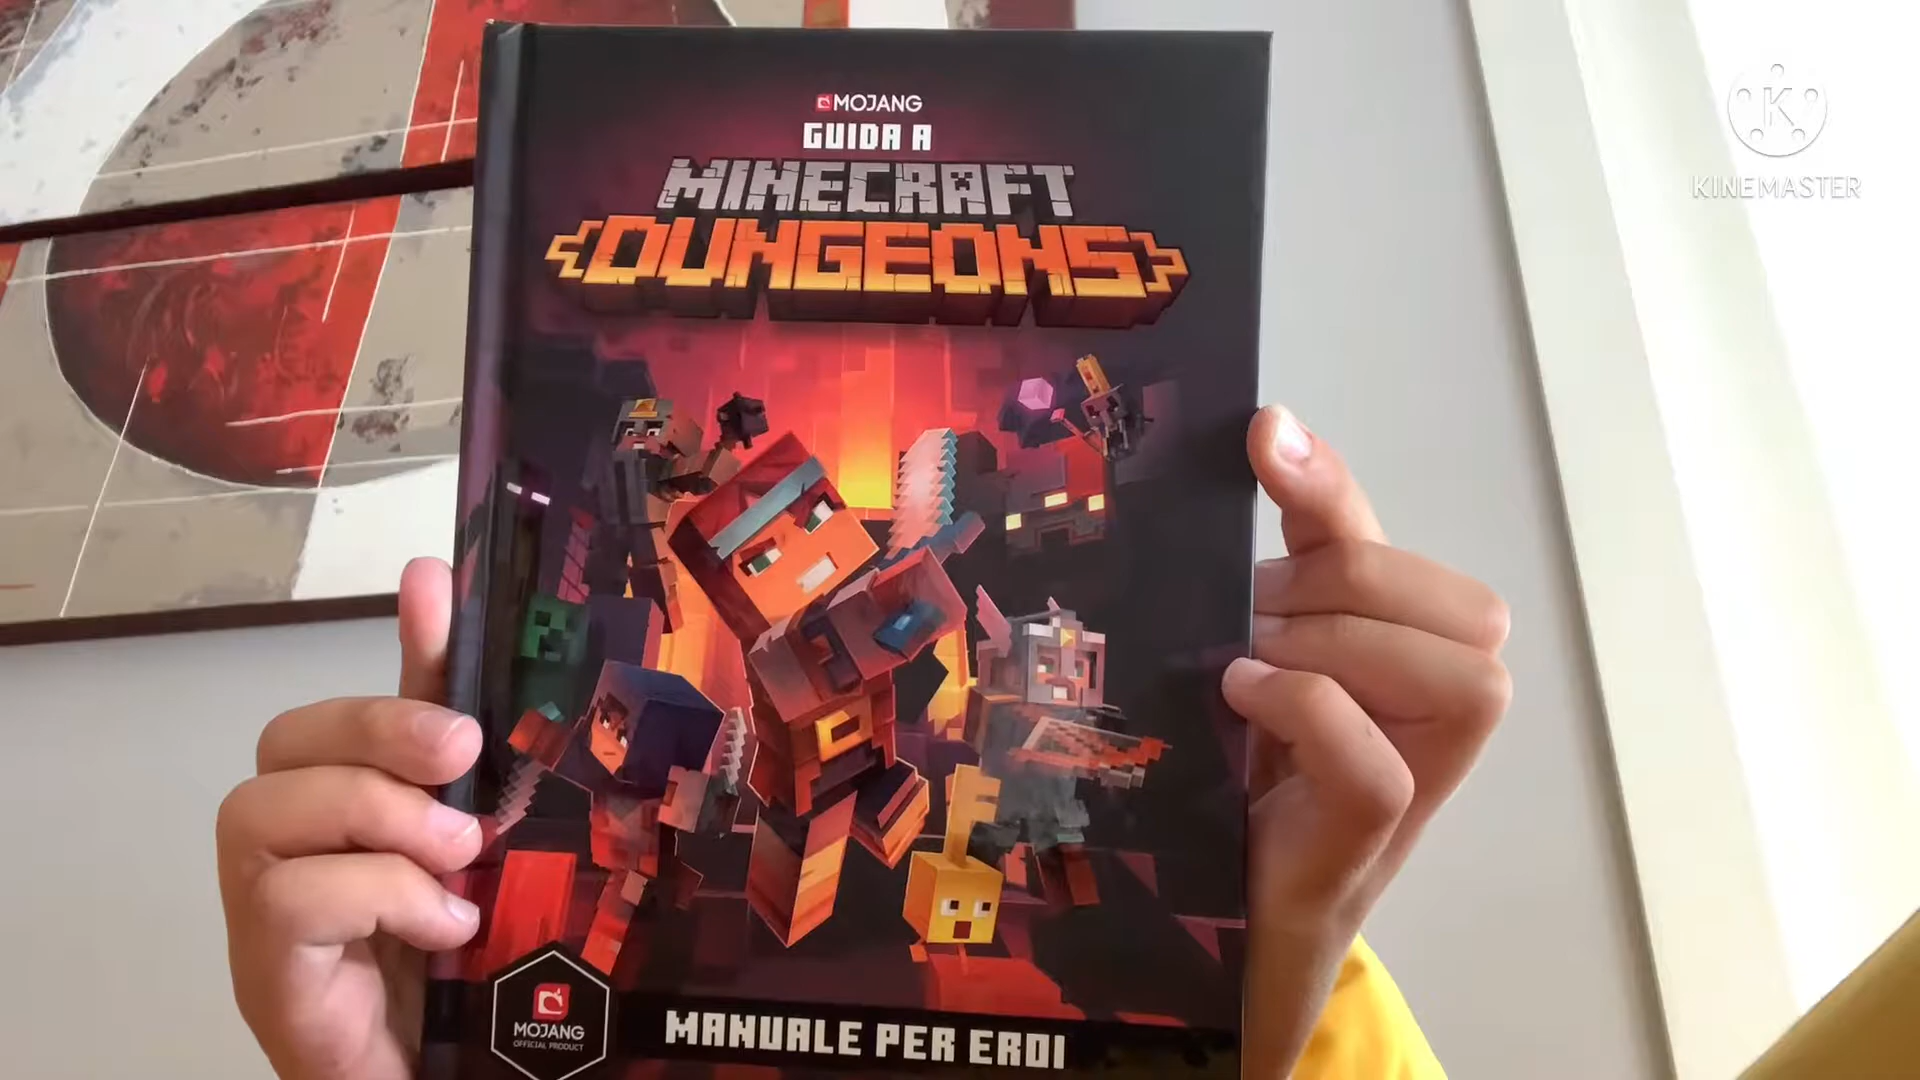 MOJANG
GUIDA A
MINECRAFT
DUNGEONS
K
KINEMASTER
MOJANG
OFFICIAL PRODUCT
MANUALE PER EROI